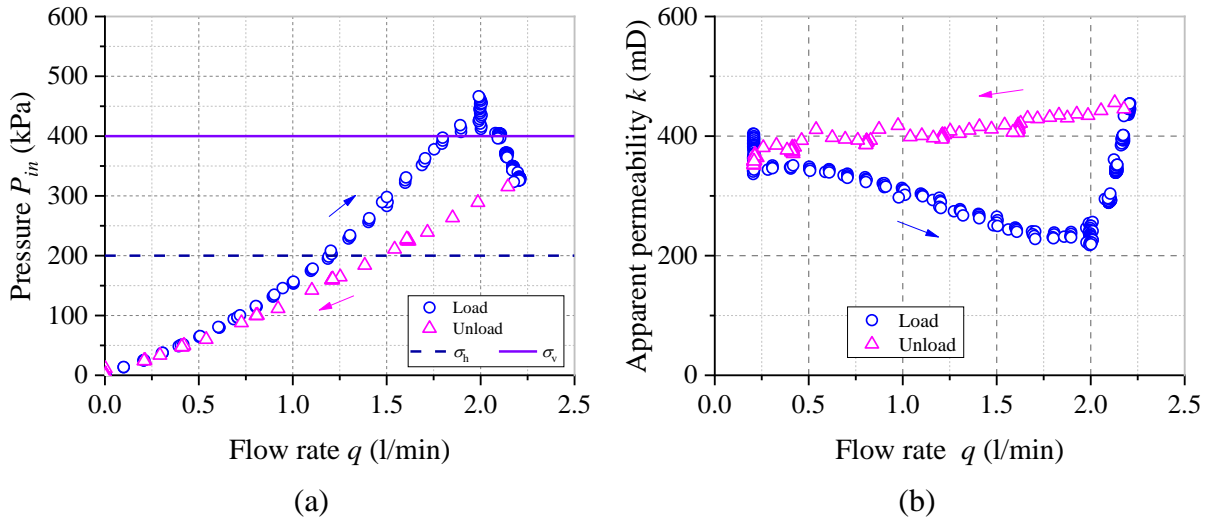 Pressure P_in (kPa)
600
500
400
300
200
100
0
Load
Unload
σ_h
σ_v
0.0 0.5 1.0 1.5 2.0 2.5
Flow rate q (l/min)
(a)
Apparent permeability k (mD)
600
400
200
0
Load
Unload
0.0 0.5 1.0 1.5 2.0 2.5
Flow rate q (l/min)
(b)